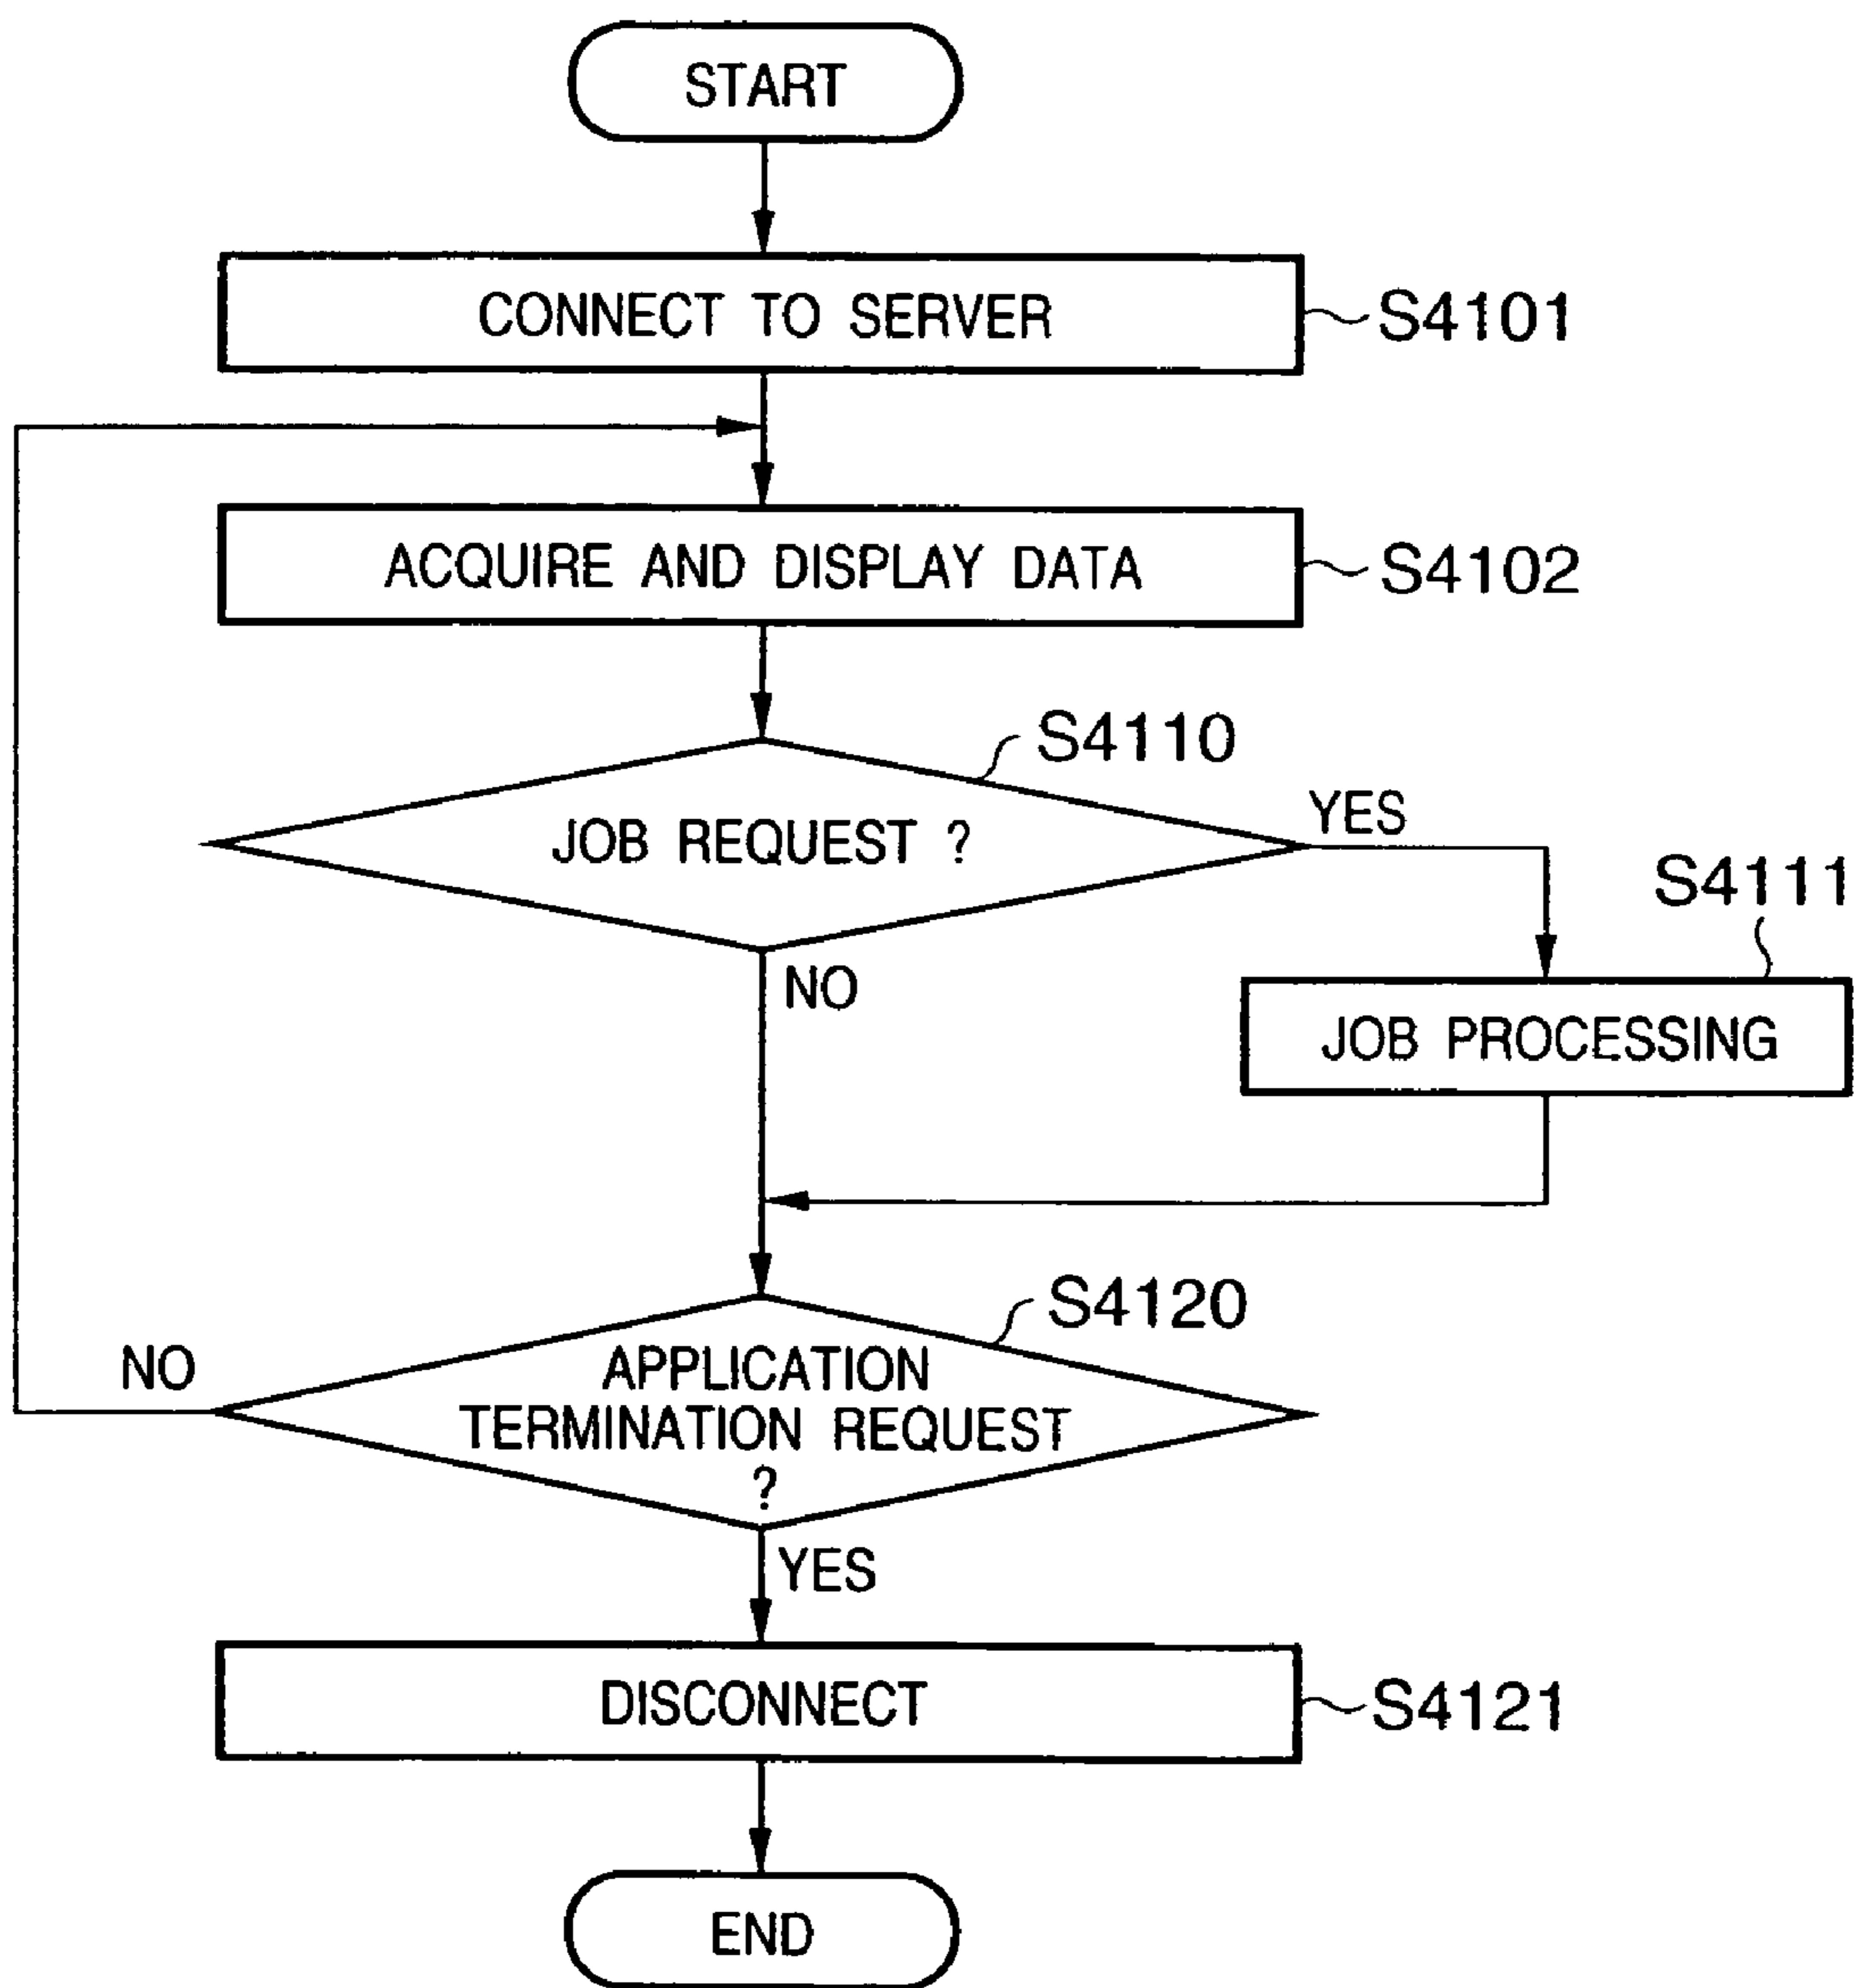 START
CONNECT TO SERVER
S4101
ACQUIRE AND DISPLAY DATA
S4102
S4110
JOB REQUEST ?
YES
S4111
NO
JOB PROCESSING
S4120
NO
APPLICATION
TERMINATION REQUEST
?
YES
DISCONNECT
S4121
END